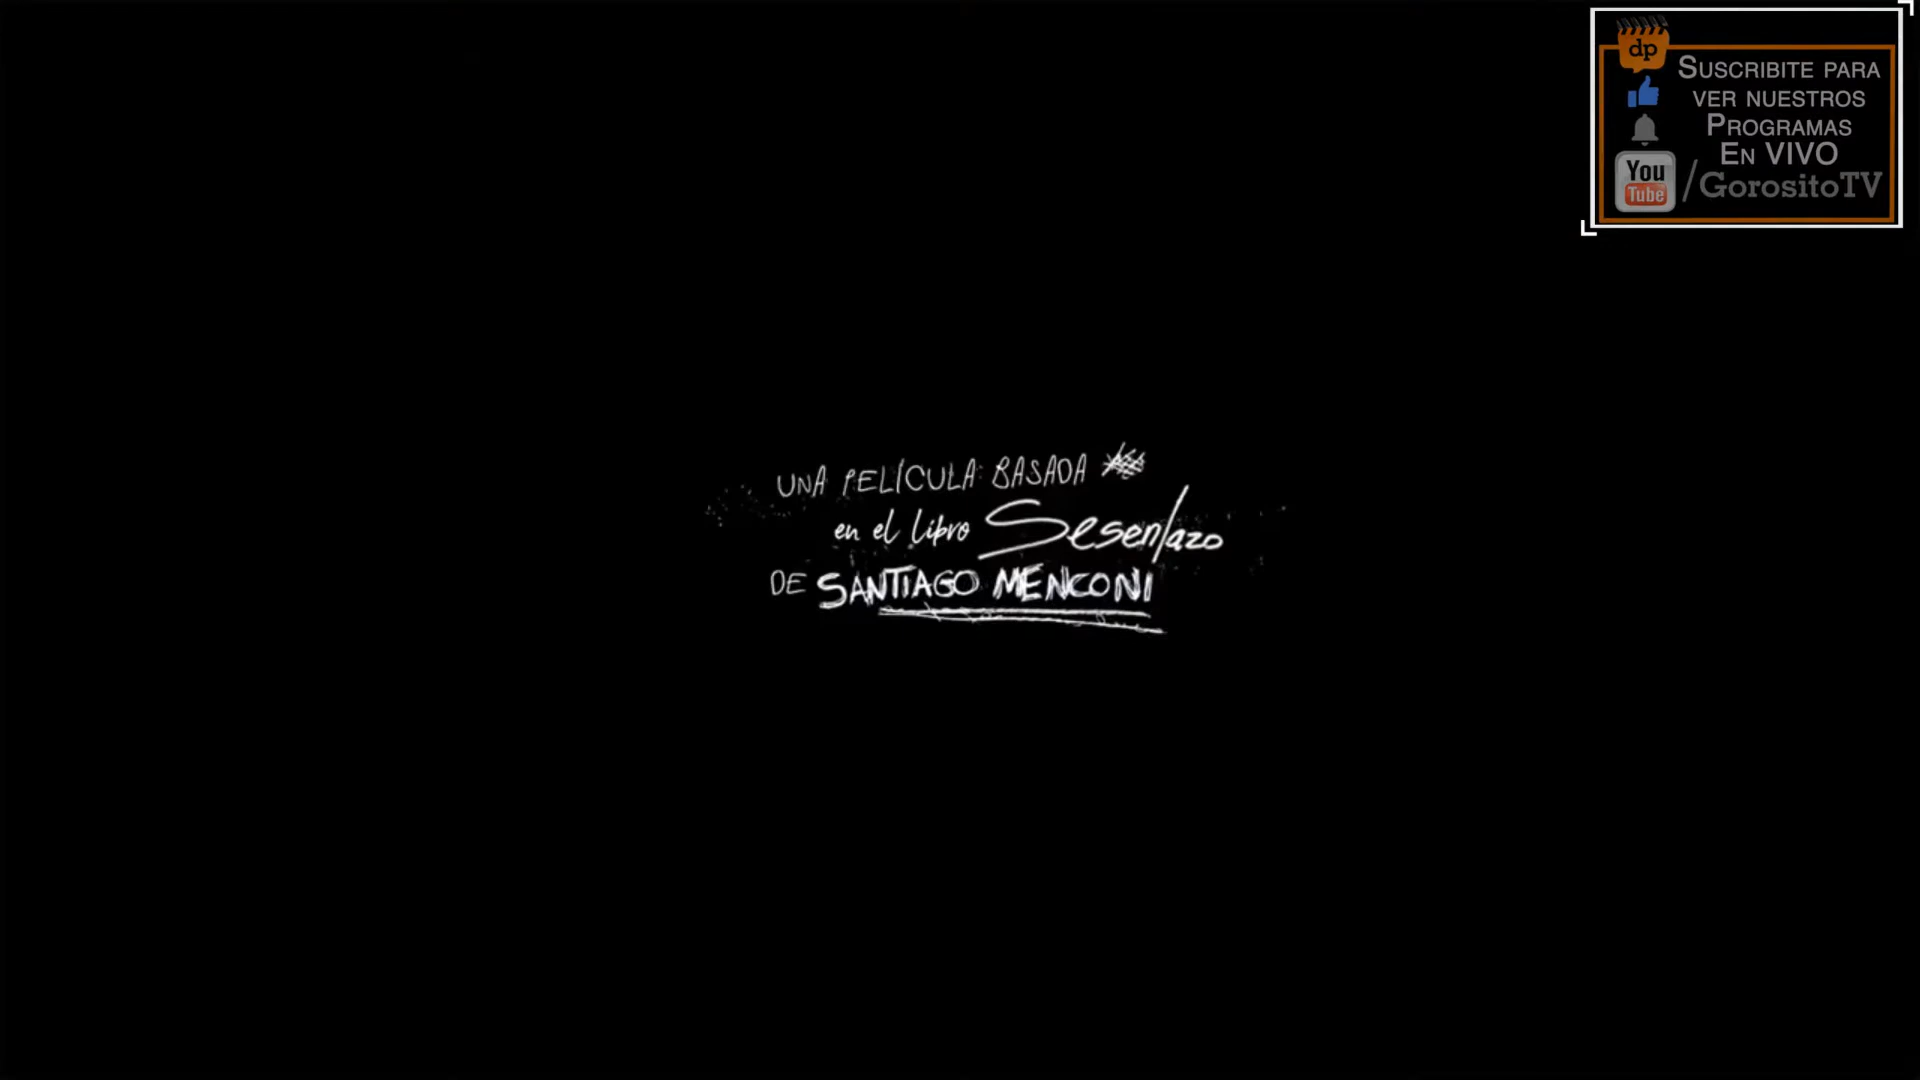 UNA PELÍCULA BASADA
en el libro Sesentazo
DE SANTIAGO MENCONI
dp
SUSCRIBITE PARA
VER NUESTROS
PROGRAMAS
EN VIVO
You
Tube
/GorositoTV